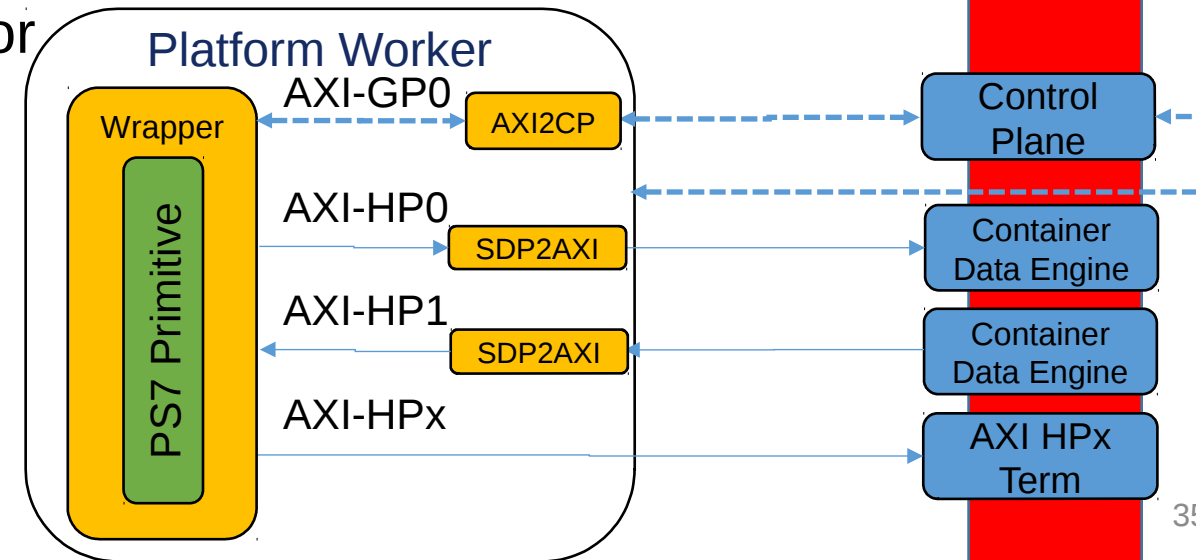 or
Platform Worker
AXI-GP0
Wrapper
AXI2CP
Control
Plane
AXI-HP0
SDP2AXI
Container
Data Engine
PS7 Primitive
AXI-HP1
SDP2AXI
Container
Data Engine
AXI-HPx
AXI HPx
Term
35